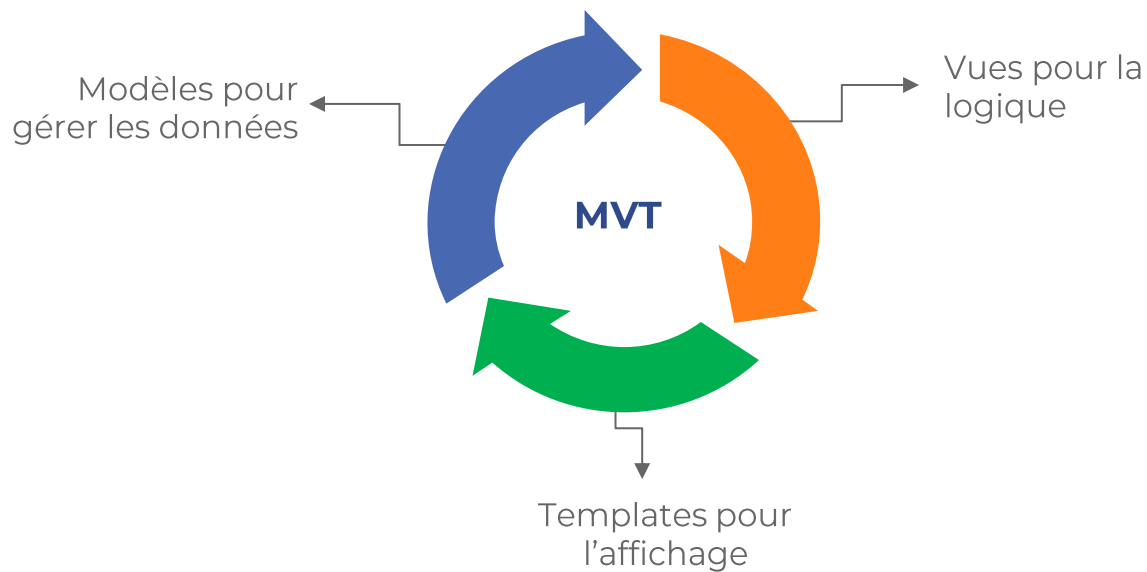 Modèles pour
gérer les données
Vues pour la
logique
MVT
Templates pour
l’affichage